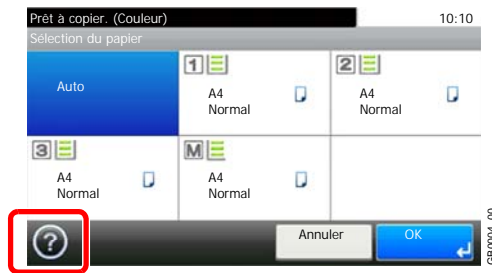 Prêt à copier. (Couleur) 10:10
Sélection du papier
Auto
1
A4
Normal
2
A4
Normal
3
A4
Normal
M
A4
Normal
?
Annuler
OK
GB0004_00